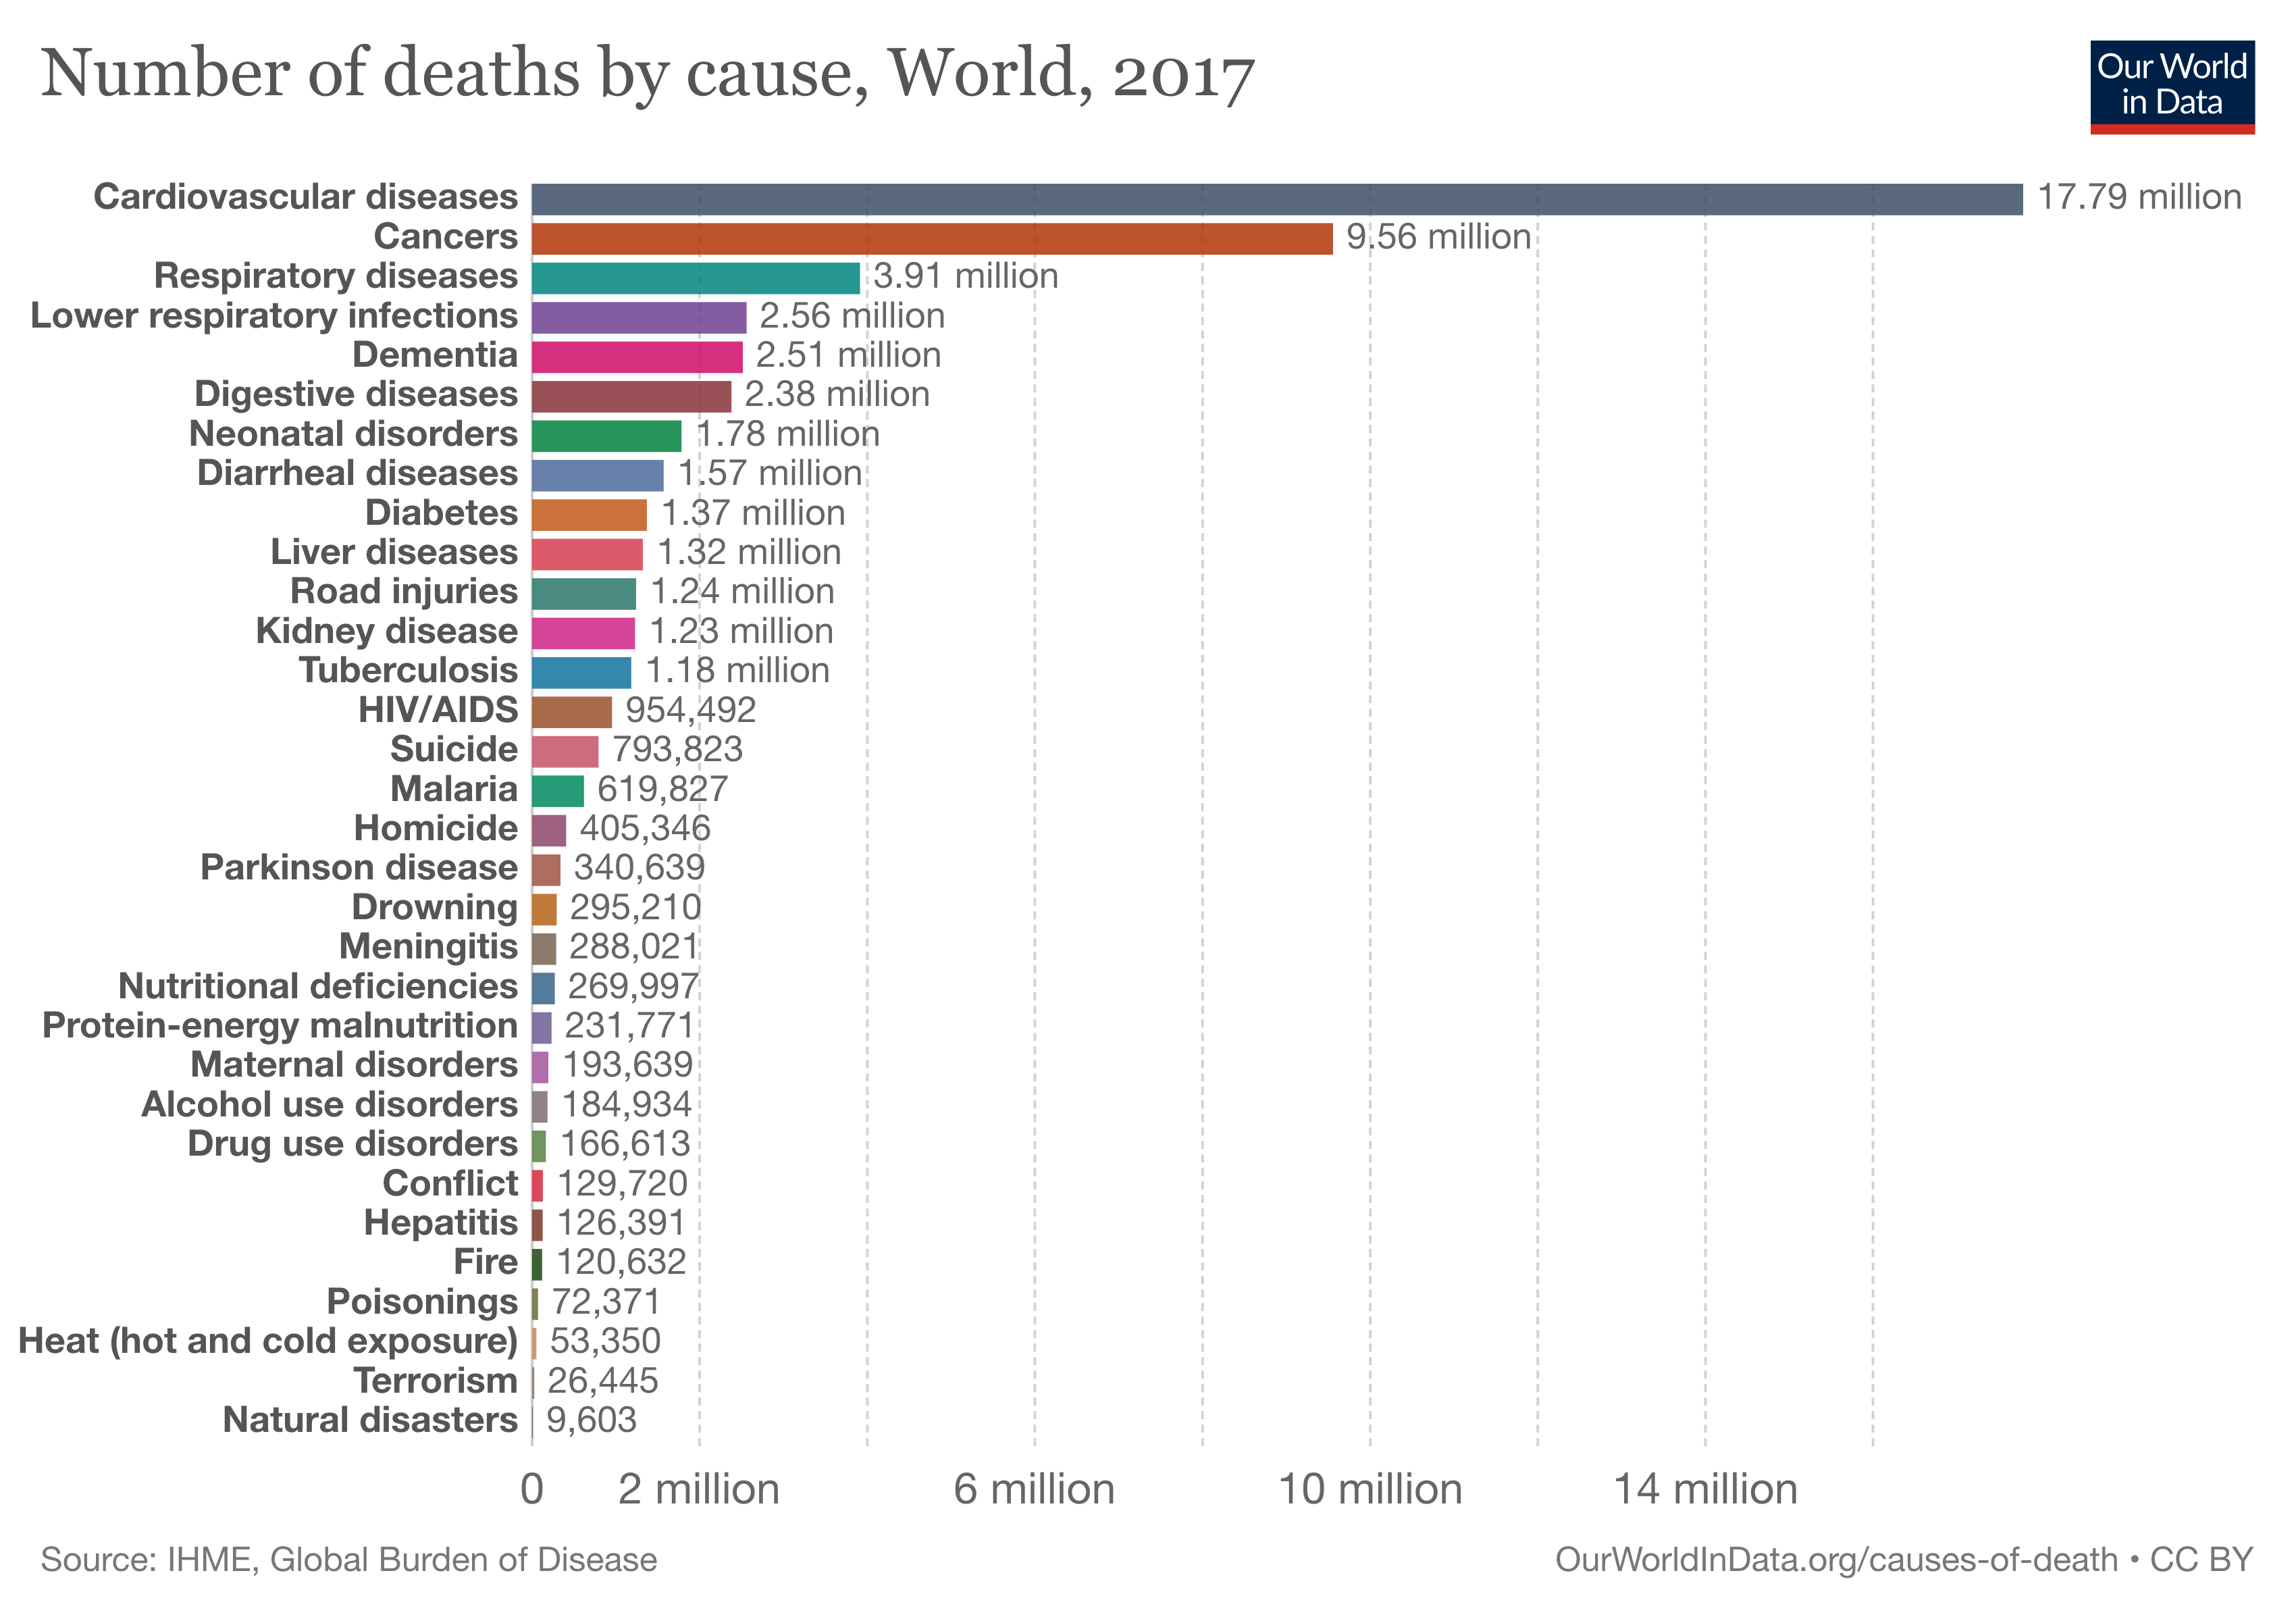 Number of deaths by cause, World, 2017
Our World
in Data
Cardiovascular diseases 17.79 million
Cancers 9.56 million
Respiratory diseases 3.91 million
Lower respiratory infections 2.56 million
Dementia 2.51 million
Digestive diseases 2.38 million
Neonatal disorders 1.78 million
Diarrheal diseases 1.57 million
Diabetes 1.37 million
Liver diseases 1.32 million
Road injuries 1.24 million
Kidney disease 1.23 million
Tuberculosis 1.18 million
HIV/AIDS 954,492
Suicide 793,823
Malaria 619,827
Homicide 405,346
Parkinson disease 340,639
Drowning 295,210
Meningitis 288,021
Nutritional deficiencies 269,997
Protein-energy malnutrition 231,771
Maternal disorders 193,639
Alcohol use disorders 184,934
Drug use disorders 166,613
Conflict 129,720
Hepatitis 126,391
Fire 120,632
Poisonings 72,371
Heat (hot and cold exposure) 53,350
Terrorism 26,445
Natural disasters 9,603
0 2 million 6 million 10 million 14 million
Source: IHME, Global Burden of Disease OurWorldInData.org/causes-of-death • CC BY